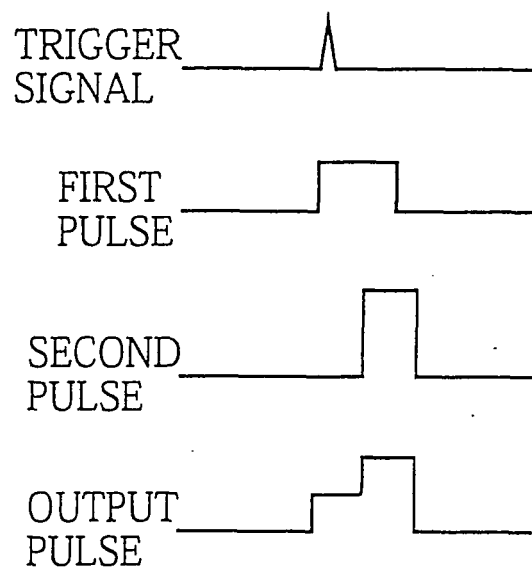 TRIGGER
SIGNAL
FIRST
PULSE
SECOND
PULSE
OUTPUT
PULSE